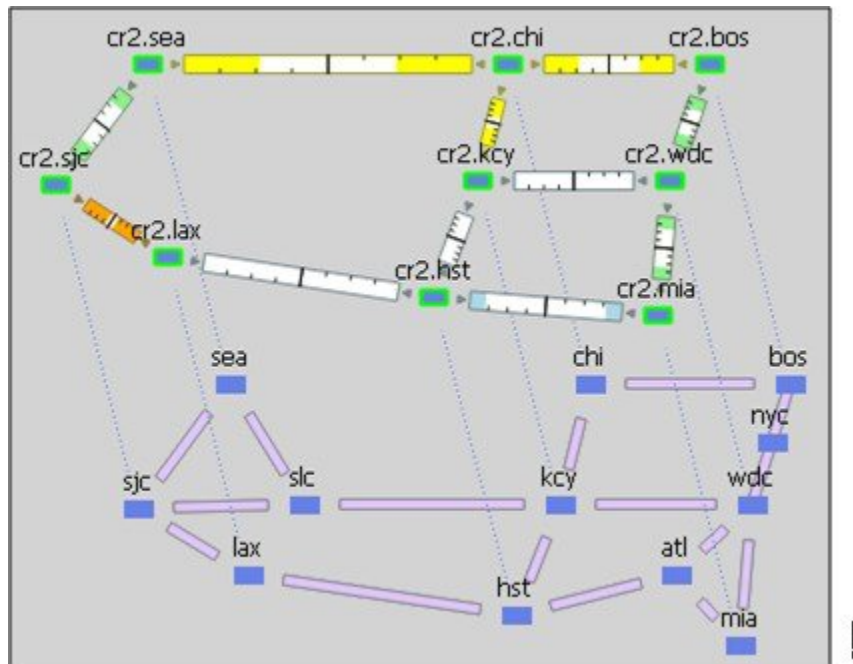 cr2.sea cr2.chi cr2.bos
cr2.sjc cr2.kcy cr2.wdc
cr2.lax cr2.hst cr2.mia
sea chi bos
nyc
sjc slc kcy wdc
lax hst atl
mia